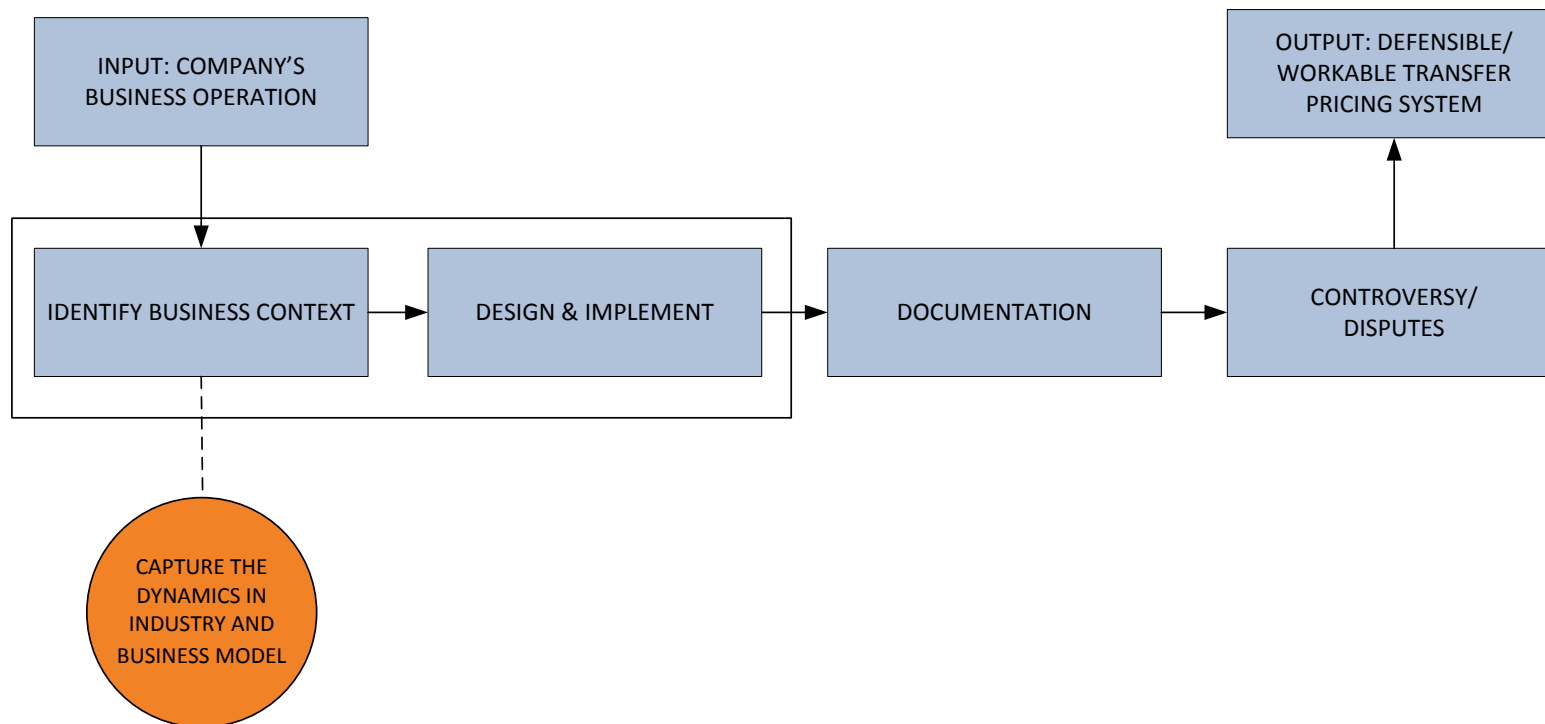 INPUT: COMPANY’S
BUSINESS OPERATION
OUTPUT: DEFENSIBLE/
WORKABLE TRANSFER
PRICING SYSTEM
IDENTIFY BUSINESS CONTEXT
DESIGN & IMPLEMENT
DOCUMENTATION
CONTROVERSY/
DISPUTES
CAPTURE THE
DYNAMICS IN
INDUSTRY AND
BUSINESS MODEL